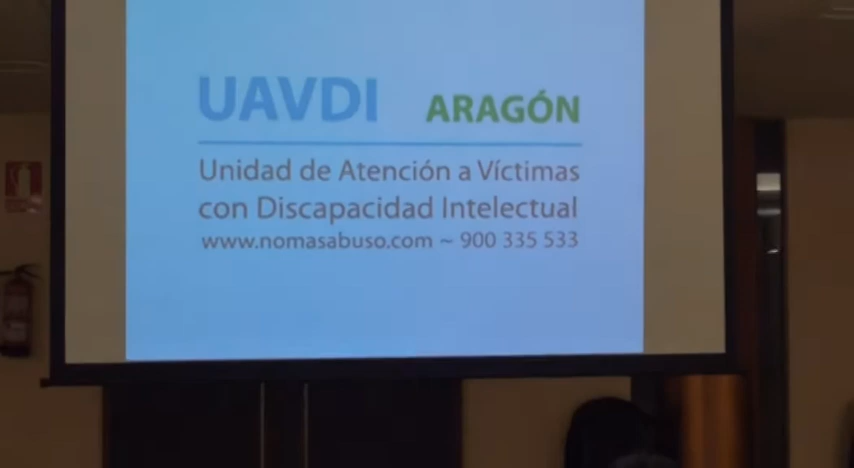 UAVDI ARAGÓN
Unidad de Atención a Víctimas
con Discapacidad Intelectual
www.nomasabuso.com ~ 900 335 533